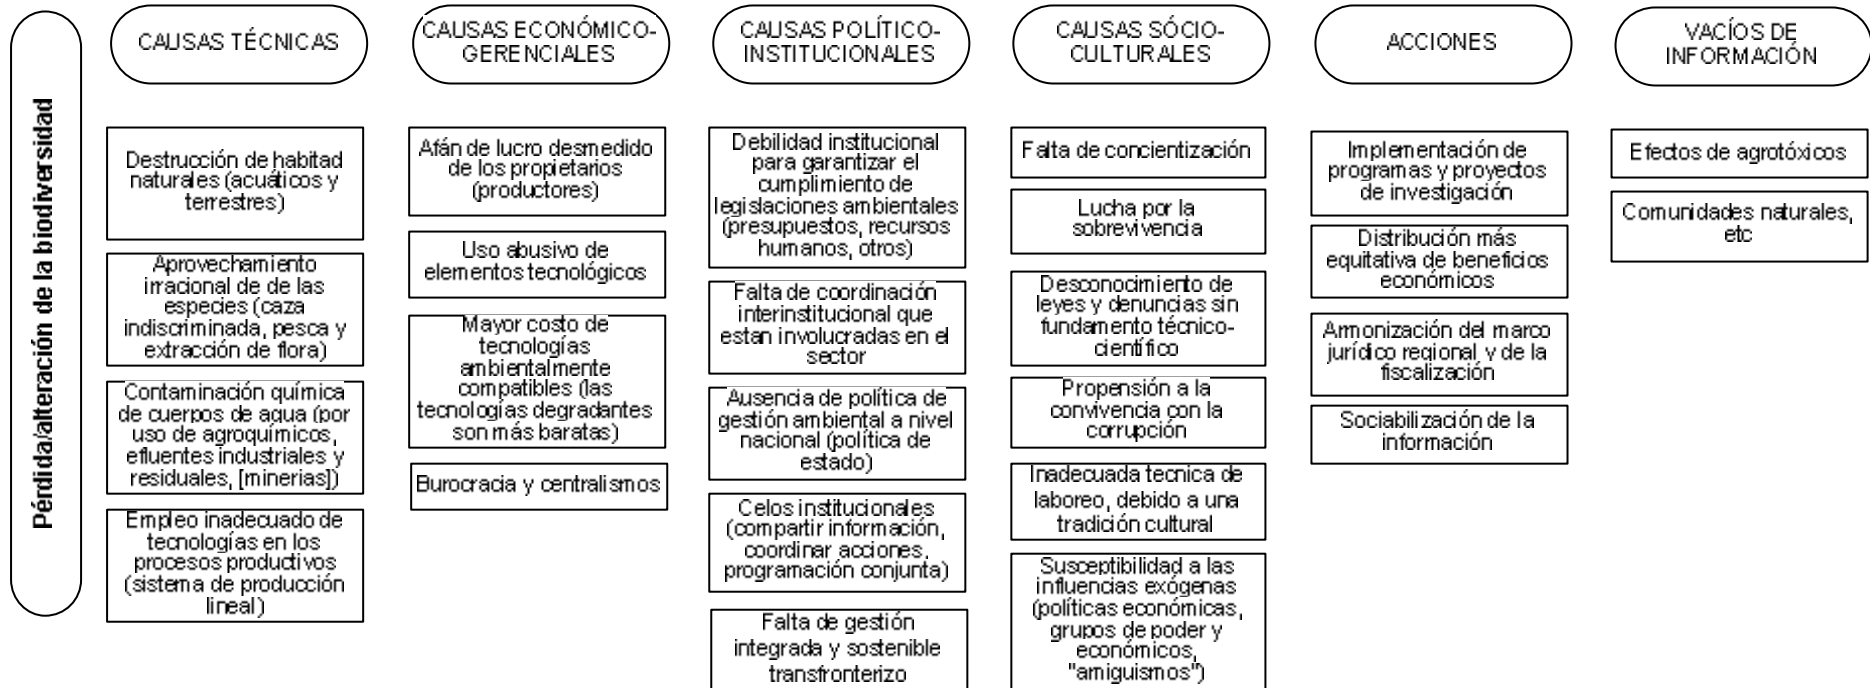 Pérdida/alteración de la biodiversidad
CAUSAS TÉCNICAS
Destrucción de habitad
naturales (acuáticos y
terrestres)
Aprovechamiento
irracional de de las
especies (caza
indiscriminada, pesca y
extracción de flora)
Contaminación química
de cuerpos de agua (por
uso de agroquímicos,
efluentes industriales y
residuales, [minerias])
Empleo inadecuado de
tecnologías en los
procesos productivos
(sistema de producción
lineal)
CAUSAS ECONÓMICO-
GERENCIALES
Afán de lucro desmedido
de los propietarios
(productores)
Uso abusivo de
elementos tecnológicos
Mayor costo de
tecnologías
ambientalmente
compatibles (las
tecnologías degradantes
son más baratas)
Burocracia y centralismos
CAUSAS POLÍTICO-
INSTITUCIONALES
Debilidad institucional
para garantizar el
cumplimiento de
legislaciones ambientales
(presupuestos, recursos
humanos, otros)
Falta de coordinación
interinstitucional que
estan involucradas en el
sector
Ausencia de política de
gestión ambiental a nivel
nacional (política de
estado)
Celos institucionales
(compartir información,
coordinar acciones,
programación conjunta)
Falta de gestión
integrada y sostenible
transfronterizo
CAUSAS SÓCIO-
CULTURALES
Falta de concientización
Lucha por la
sobrevivencia
Desconocimiento de
leyes y denuncias sin
fundamento técnico-
científico
Propensión a la
convivencia con la
corrupción
Inadecuada tecnica de
laboreo, debido a una
tradición cultural
Susceptibilidad a las
influencias exógenas
(políticas económicas,
grupos de poder y
económicos,
"amiguismos")
ACCIONES
Implementación de
programas y proyectos
de investigación
Distribución más
equitativa de beneficios
económicos
Armonización del marco
jurídico regional y de la
fiscalización
Sociabilización de la
información
VACÍOS DE
INFORMACIÓN
Efectos de agrotóxicos
Comunidades naturales,
etc